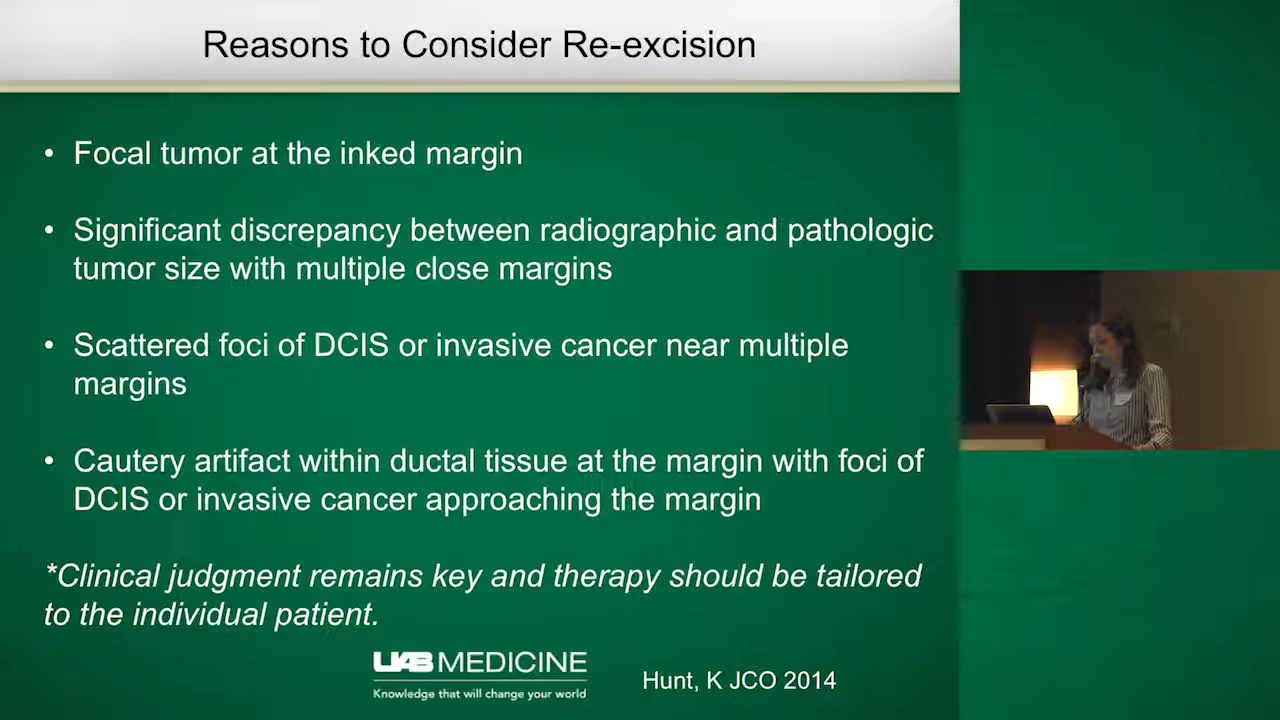 Reasons to Consider Re-excision
• Focal tumor at the inked margin
• Significant discrepancy between radiographic and pathologic
tumor size with multiple close margins
• Scattered foci of DCIS or invasive cancer near multiple
margins
• Cautery artifact within ductal tissue at the margin with foci of
DCIS or invasive cancer approaching the margin
*Clinical judgment remains key and therapy should be tailored
to the individual patient.
UAB MEDICINE
Knowledge that will change your world
Hunt, K JCO 2014